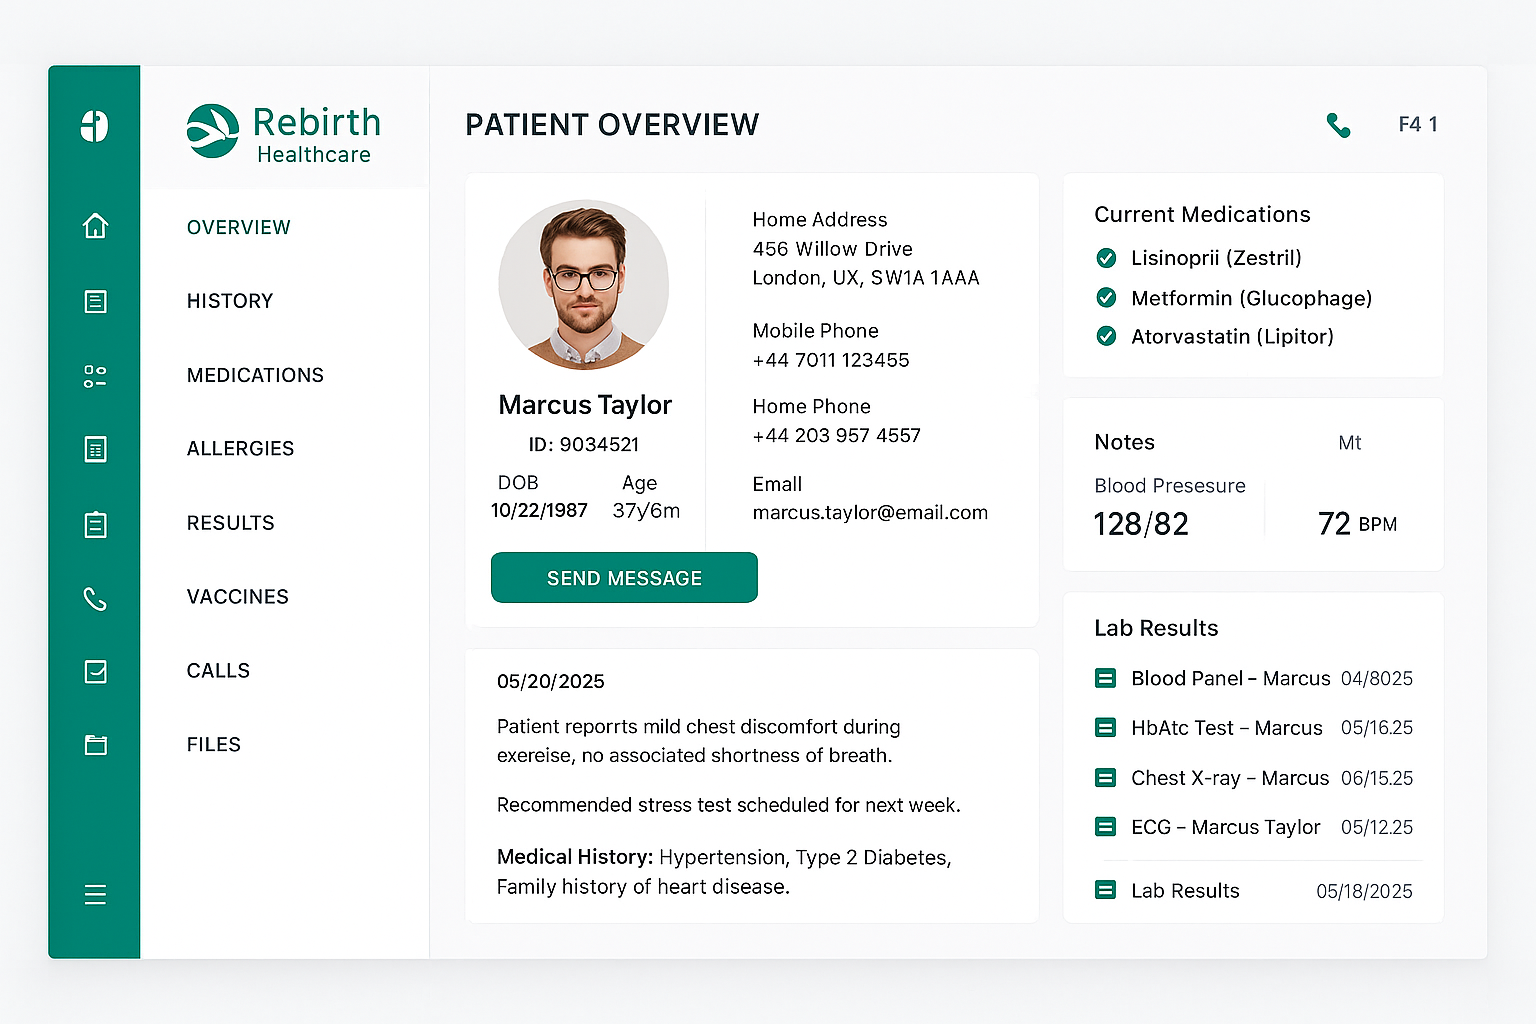 Rebirth
Healthcare
OVERVIEW
HISTORY
MEDICATIONS
ALLERGIES
RESULTS
VACCINES
CALLS
FILES
PATIENT OVERVIEW
F4 1
Marcus Taylor
ID: 9034521
DOB Age
10/22/1987 37y/6m
Home Address
456 Willow Drive
London, UX, SW1A 1AAA
Mobile Phone
+44 7011 123455
Home Phone
+44 203 957 4557
Email
marcus.taylor@email.com
SEND MESSAGE
05/20/2025
Patient reporrts mild chest discomfort during
exereise, no associated shortness of breath.
Recommended stress test scheduled for next week.
Medical History: Hypertension, Type 2 Diabetes,
Family history of heart disease.
Current Medications
Lisinoprii (Zestril)
Metformin (Glucophage)
Atorvastatin (Lipitor)
Notes Mt
Blood Presesure
128/82 72 BPM
Lab Results
Blood Panel – Marcus 04/8025
HbAtc Test – Marcus 05/16.25
Chest X-ray – Marcus 06/15.25
ECG – Marcus Taylor 05/12.25
Lab Results 05/18/2025